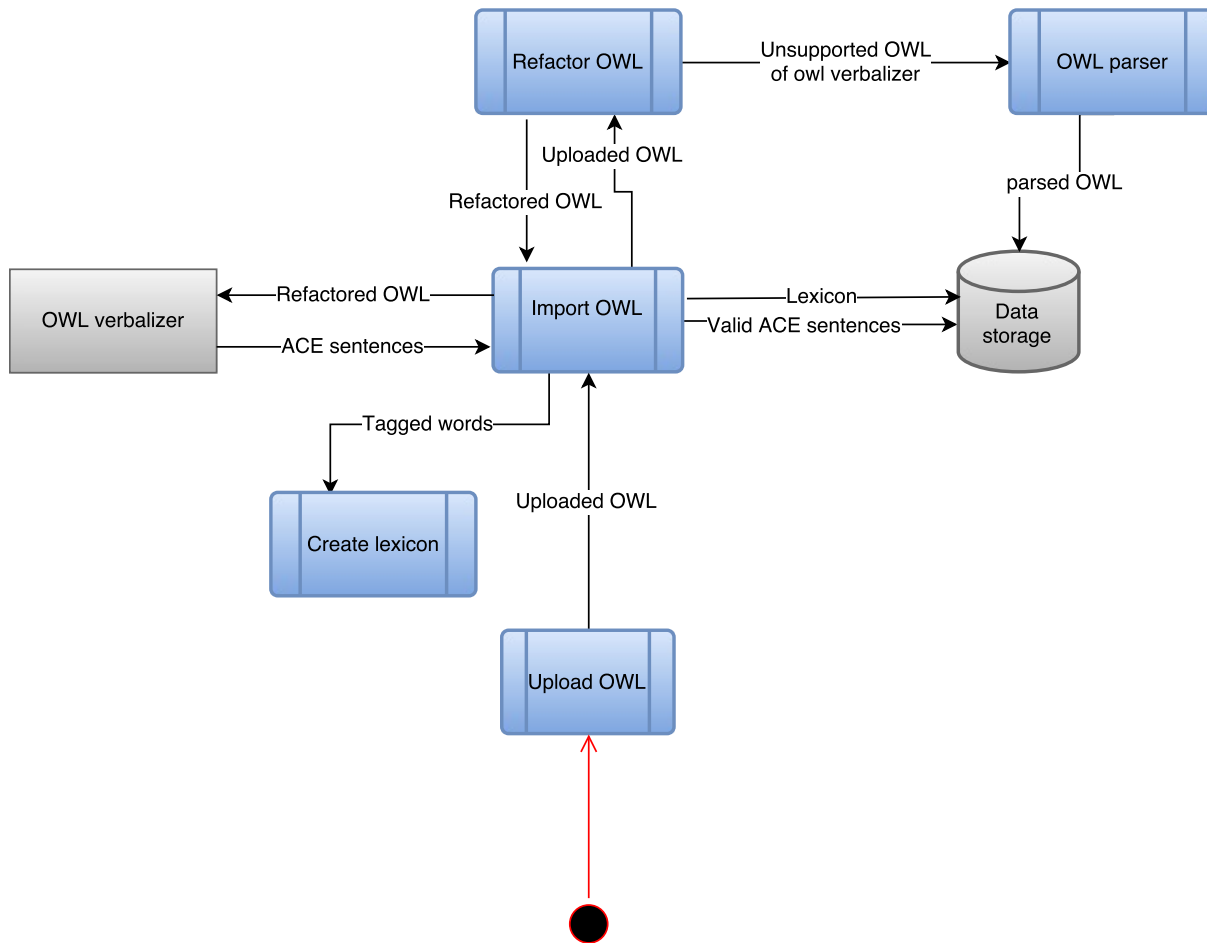 Refactor OWL
Unsupported OWL
of owl verbalizer
OWL parser
Uploaded OWL
parsed OWL
Refactored OWL
Refactored OWL
Import OWL
Lexicon
OWL verbalizer
Data
storage
Valid ACE sentences
ACE sentences
Tagged words
Uploaded OWL
Create lexicon
Upload OWL